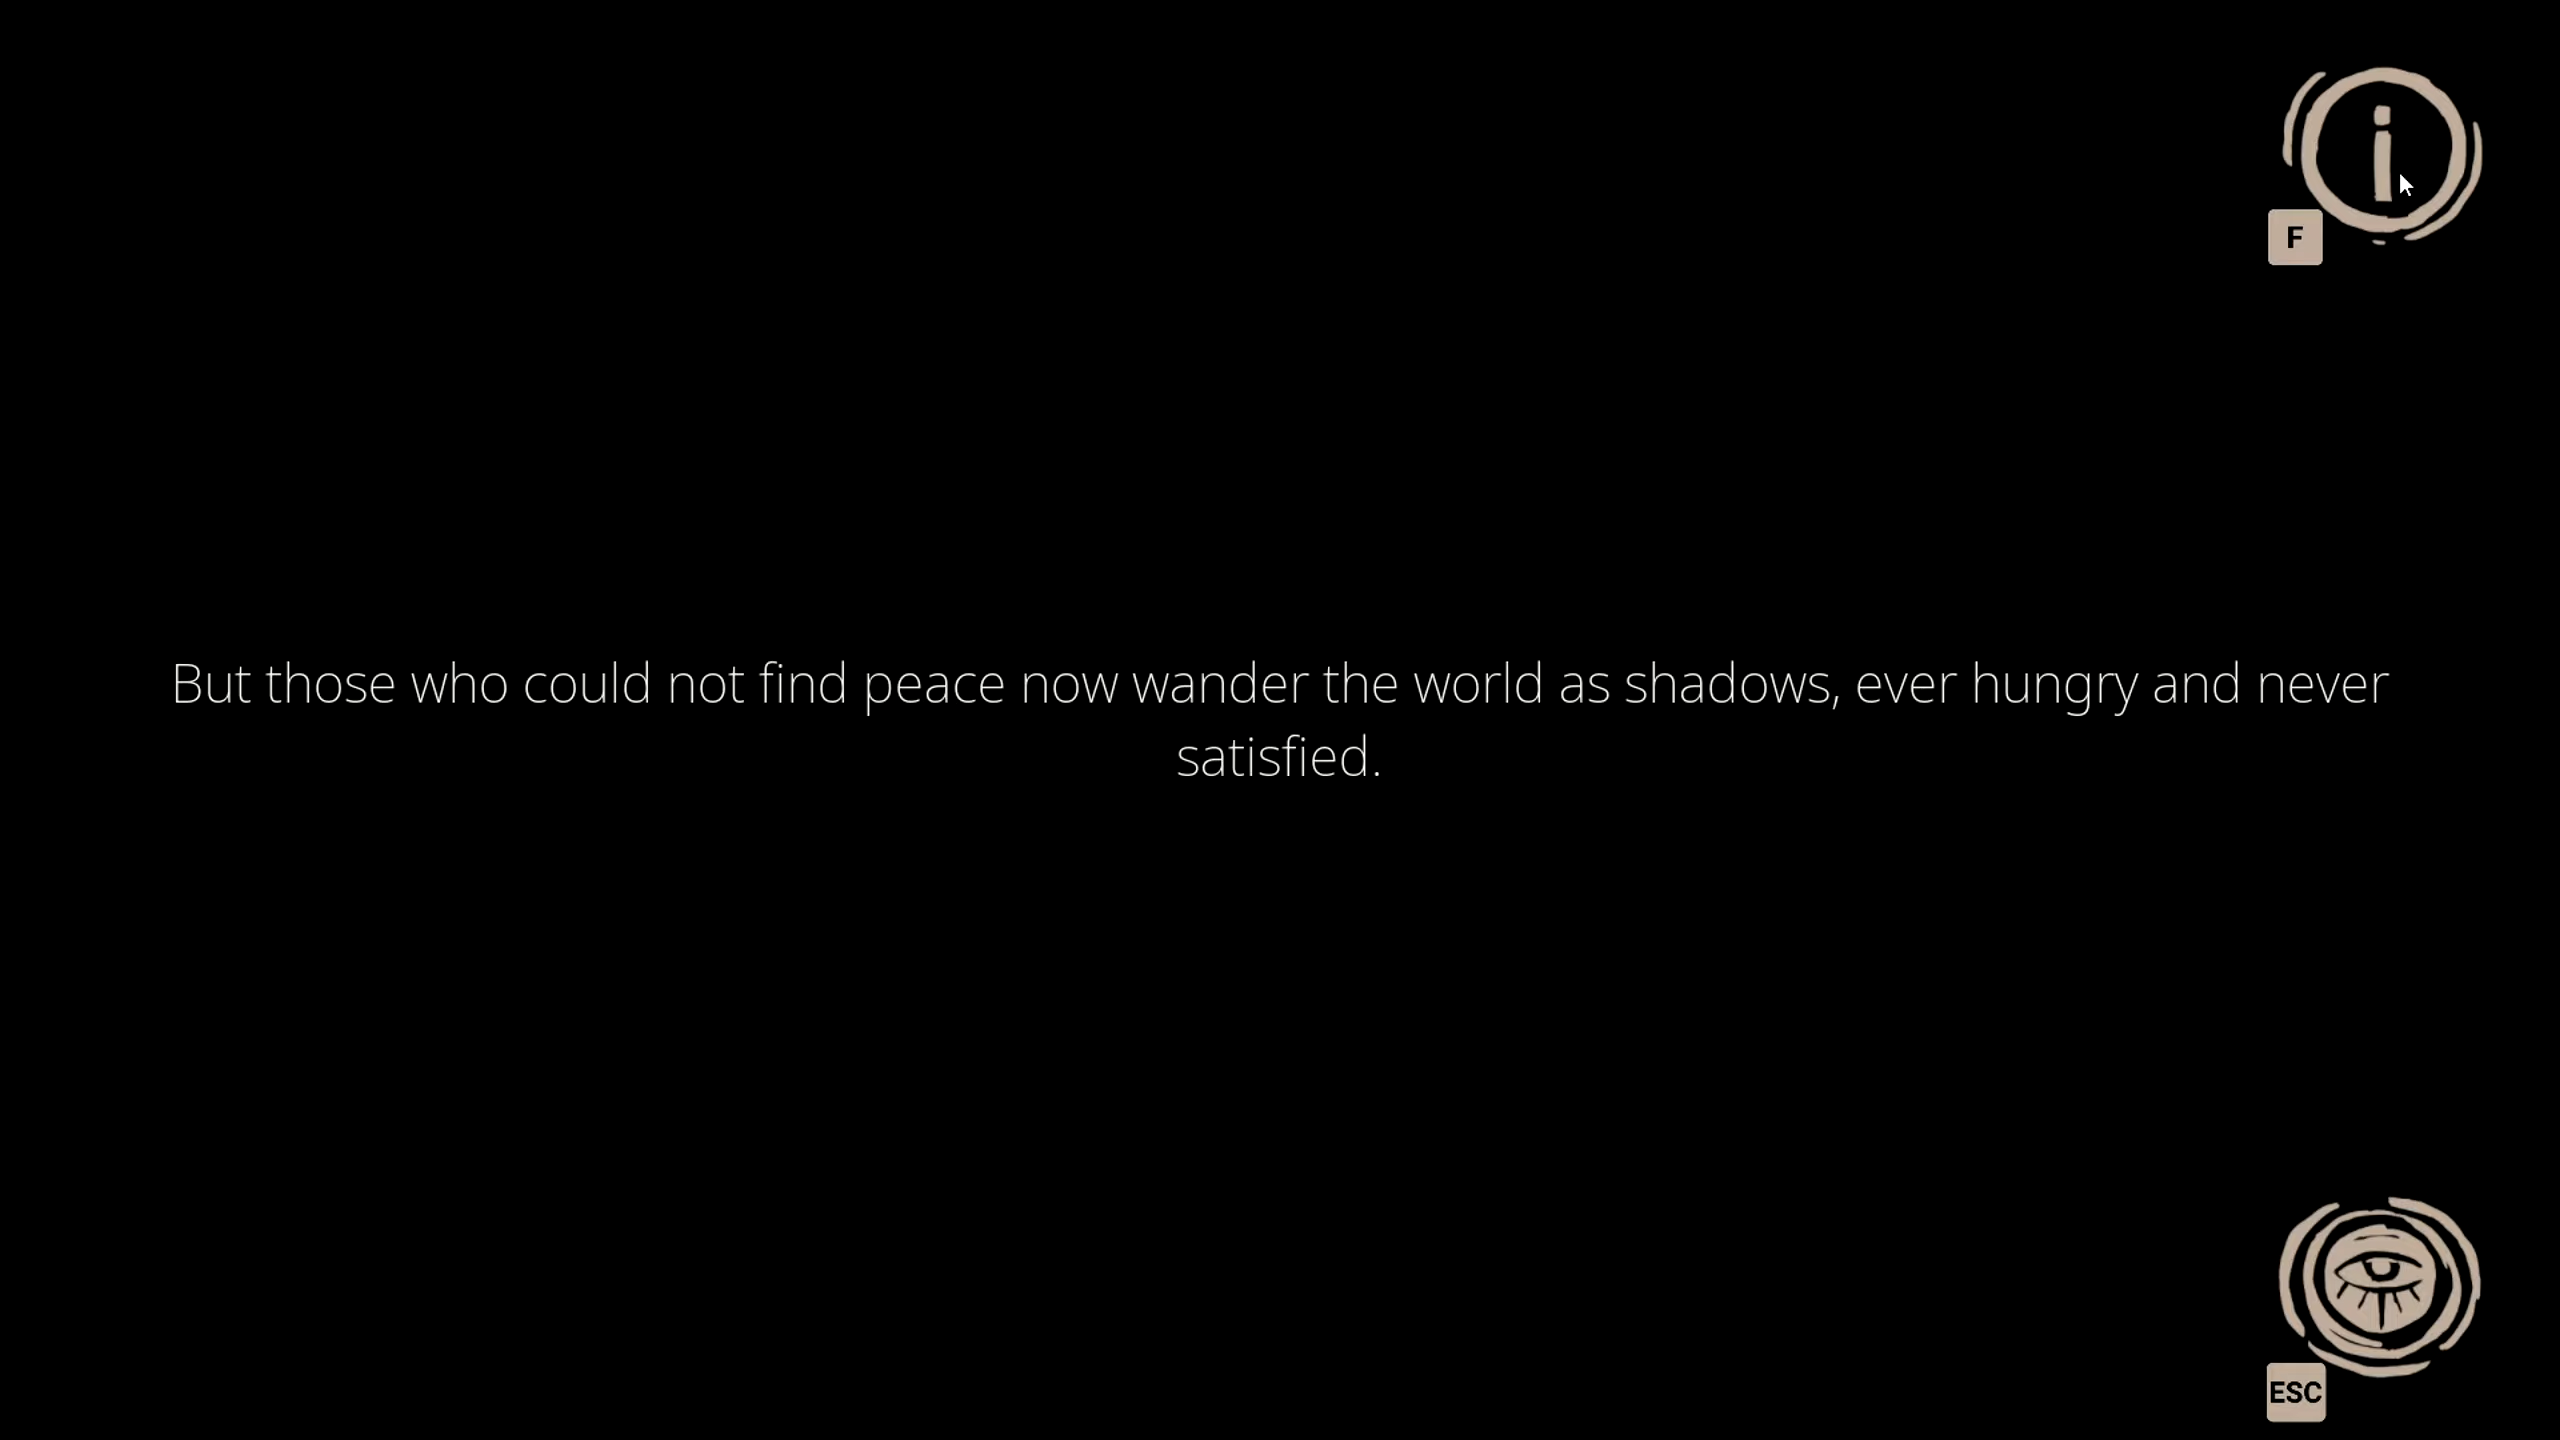 i
F
But those who could not find peace now wander the world as shadows, ever hungry and never
satisfied.
ESC